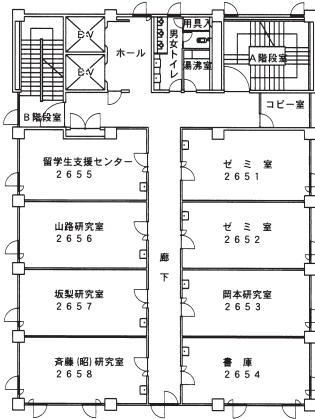 用具入
E･V
ホール
男女トイレ
A階段室
E･V
湯沸室
B階段室
コピー室
留学生支援センター
2655
ゼミ室
2651
山路研究室
2656
ゼミ室
2652
廊下
坂梨研究室
2657
岡本研究室
2653
斉藤(昭)研究室
2658
書庫
2654